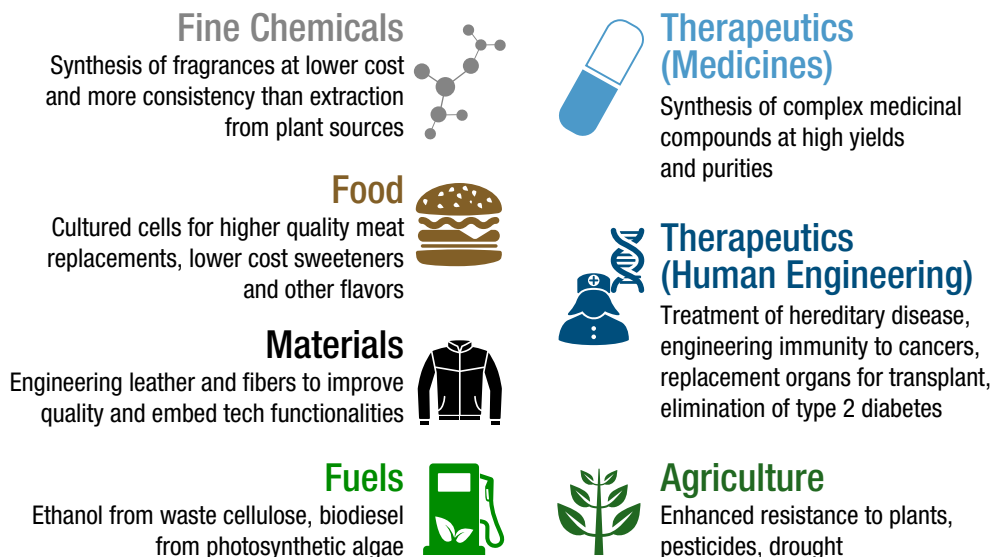 Fine Chemicals
Synthesis of fragrances at lower cost
and more consistency than extraction
from plant sources
Food
Cultured cells for higher quality meat
replacements, lower cost sweeteners
and other flavors
Materials
Engineering leather and fibers to improve
quality and embed tech functionalities
Fuels
Ethanol from waste cellulose, biodiesel
from photosynthetic algae
Therapeutics
(Medicines)
Synthesis of complex medicinal
compounds at high yields
and purities
Therapeutics
(Human Engineering)
Treatment of hereditary disease,
engineering immunity to cancers,
replacement organs for transplant,
elimination of type 2 diabetes
Agriculture
Enhanced resistance to plants,
pesticides, drought